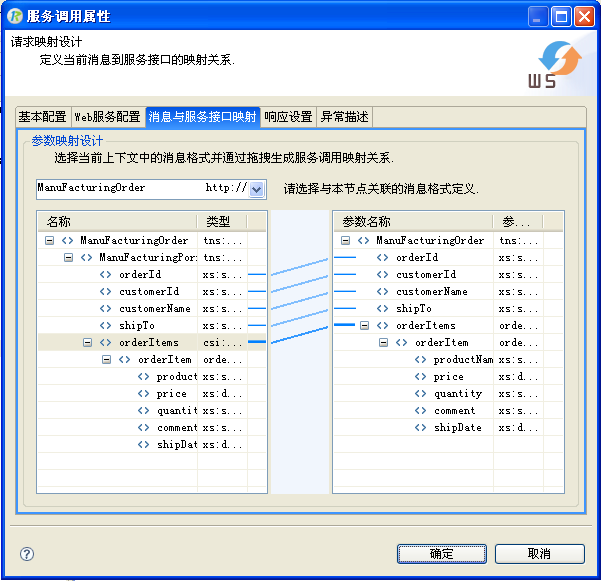 服务调用属性
请求映射设计
定义当前消息到服务接口的映射关系.
WS
基本配置 Web服务配置 消息与服务接口映射 响应设置 异常描述
参数映射设计
选择当前上下文中的消息格式并通过拖拽生成服务调用映射关系.
ManuFacturingOrder http:// 请选择与本节点关联的消息格式定义.
名称 类型 参数名称 参...
ManuFacturingOrder tns:... ManuFacturingOrder tns:...
ManuFacturingPor tns:... orderId xs:s...
orderId xs:s... customerId xs:s...
customerId xs:s... customerName xs:s...
customerName xs:s... shipTo xs:s...
shipTo xs:s... orderItems orde...
orderItems csi:... orderItem orde...
orderItem orde... productNam xs:s...
product xs:s... price xs:d...
price xs:d... quantity xs:s...
quantit xs:s... comment xs:s...
comment xs:s... shipDate xs:d...
shipDat xs:d...
确定 取消